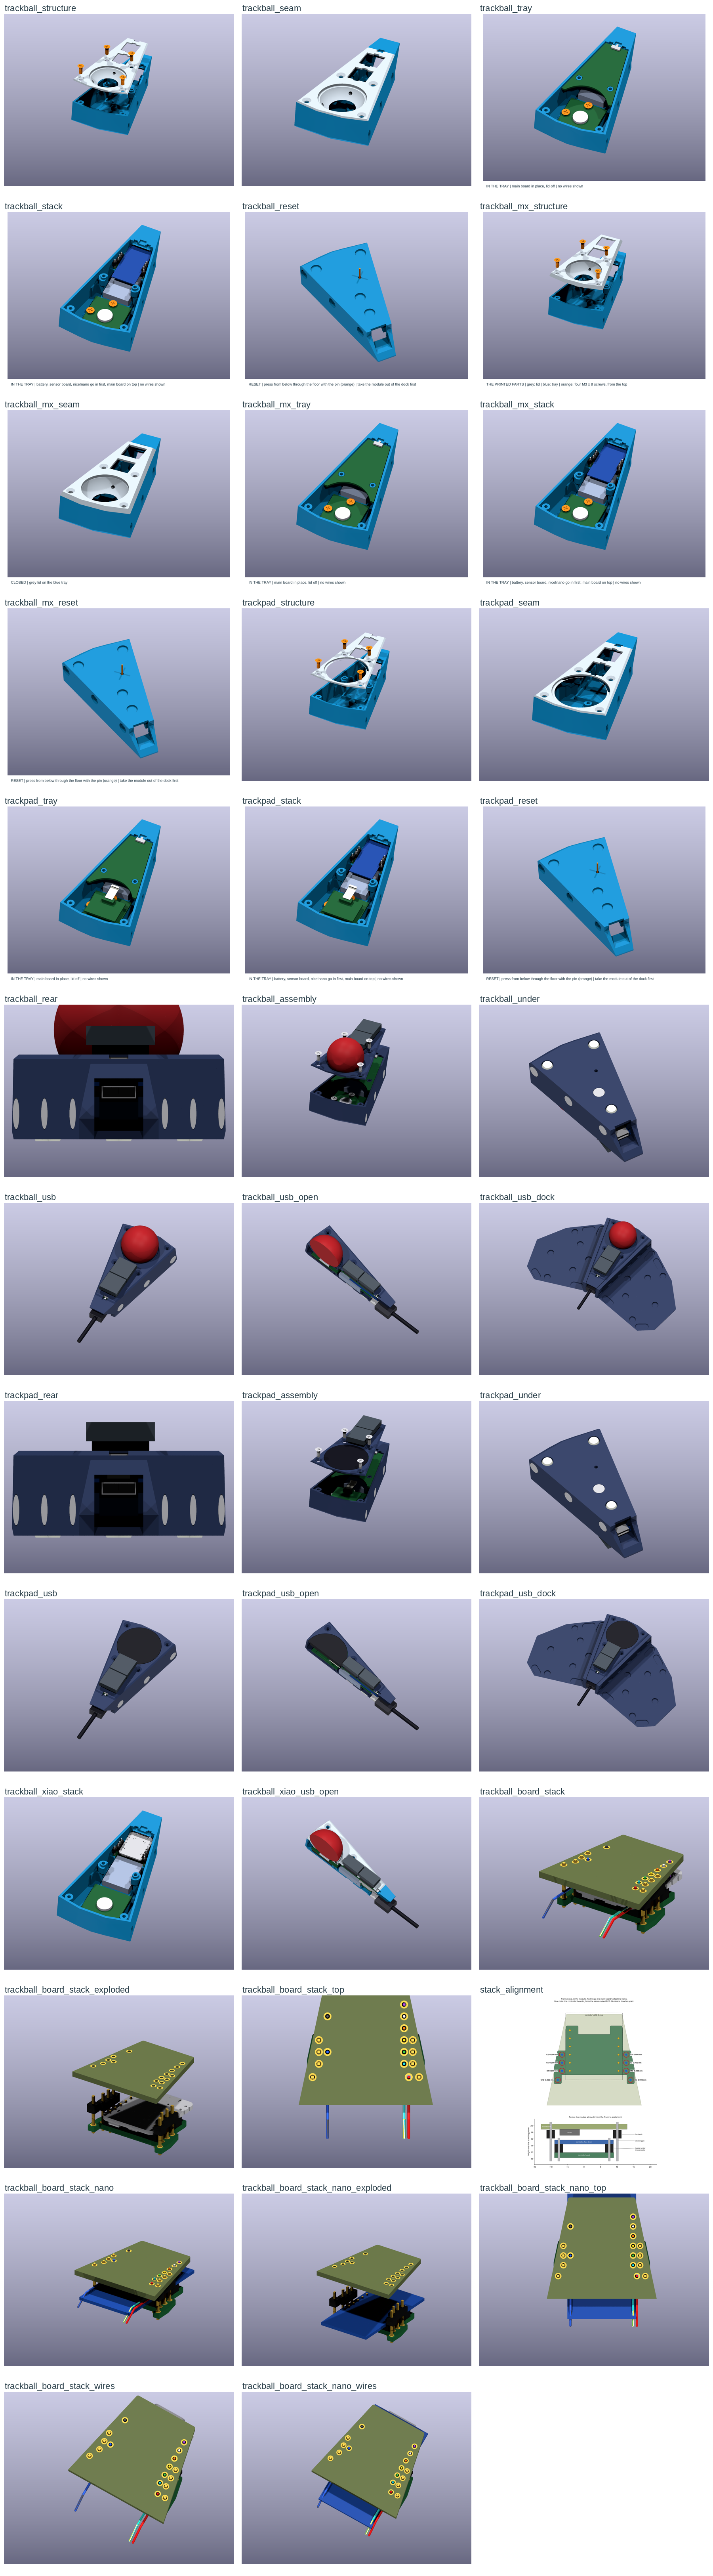 trackball_structure
trackball_seam
trackball_tray
IN THE TRAY | main board in place, lid off | no wires shown
trackball_stack
trackball_reset
trackball_mx_structure
IN THE TRAY | battery, sensor board, nice!nano go in first, main board on top | no wires shown
RESET | press from below through the floor with the pin (orange) | take the module out of the dock first
THE PRINTED PARTS | grey: lid | blue: tray | orange: four M3 x 8 screws, from the top
trackball_mx_seam
trackball_mx_tray
trackball_mx_stack
CLOSED | grey lid on the blue tray
IN THE TRAY | main board in place, lid off | no wires shown
IN THE TRAY | battery, sensor board, nice!nano go in first, main board on top | no wires shown
trackball_mx_reset
trackpad_structure
trackpad_seam
RESET | press from below through the floor with the pin (orange) | take the module out of the dock first
trackpad_tray
trackpad_stack
trackpad_reset
IN THE TRAY | main board in place, lid off | no wires shown
IN THE TRAY | battery, sensor board, nice!nano go in first, main board on top | no wires shown
RESET | press from below through the floor with the pin (orange) | take the module out of the dock first
trackball_rear
trackball_assembly
trackball_under
trackball_usb
trackball_usb_open
trackball_usb_dock
trackpad_rear
trackpad_assembly
trackpad_under
trackpad_usb
trackpad_usb_open
trackpad_usb_dock
trackball_xiao_stack
trackball_xiao_usb_open
trackball_board_stack
trackball_board_stack_exploded
trackball_board_stack_top
stack_alignment
trackball_board_stack_nano
trackball_board_stack_nano_exploded
trackball_board_stack_nano_top
trackball_board_stack_wires
trackball_board_stack_nano_wires